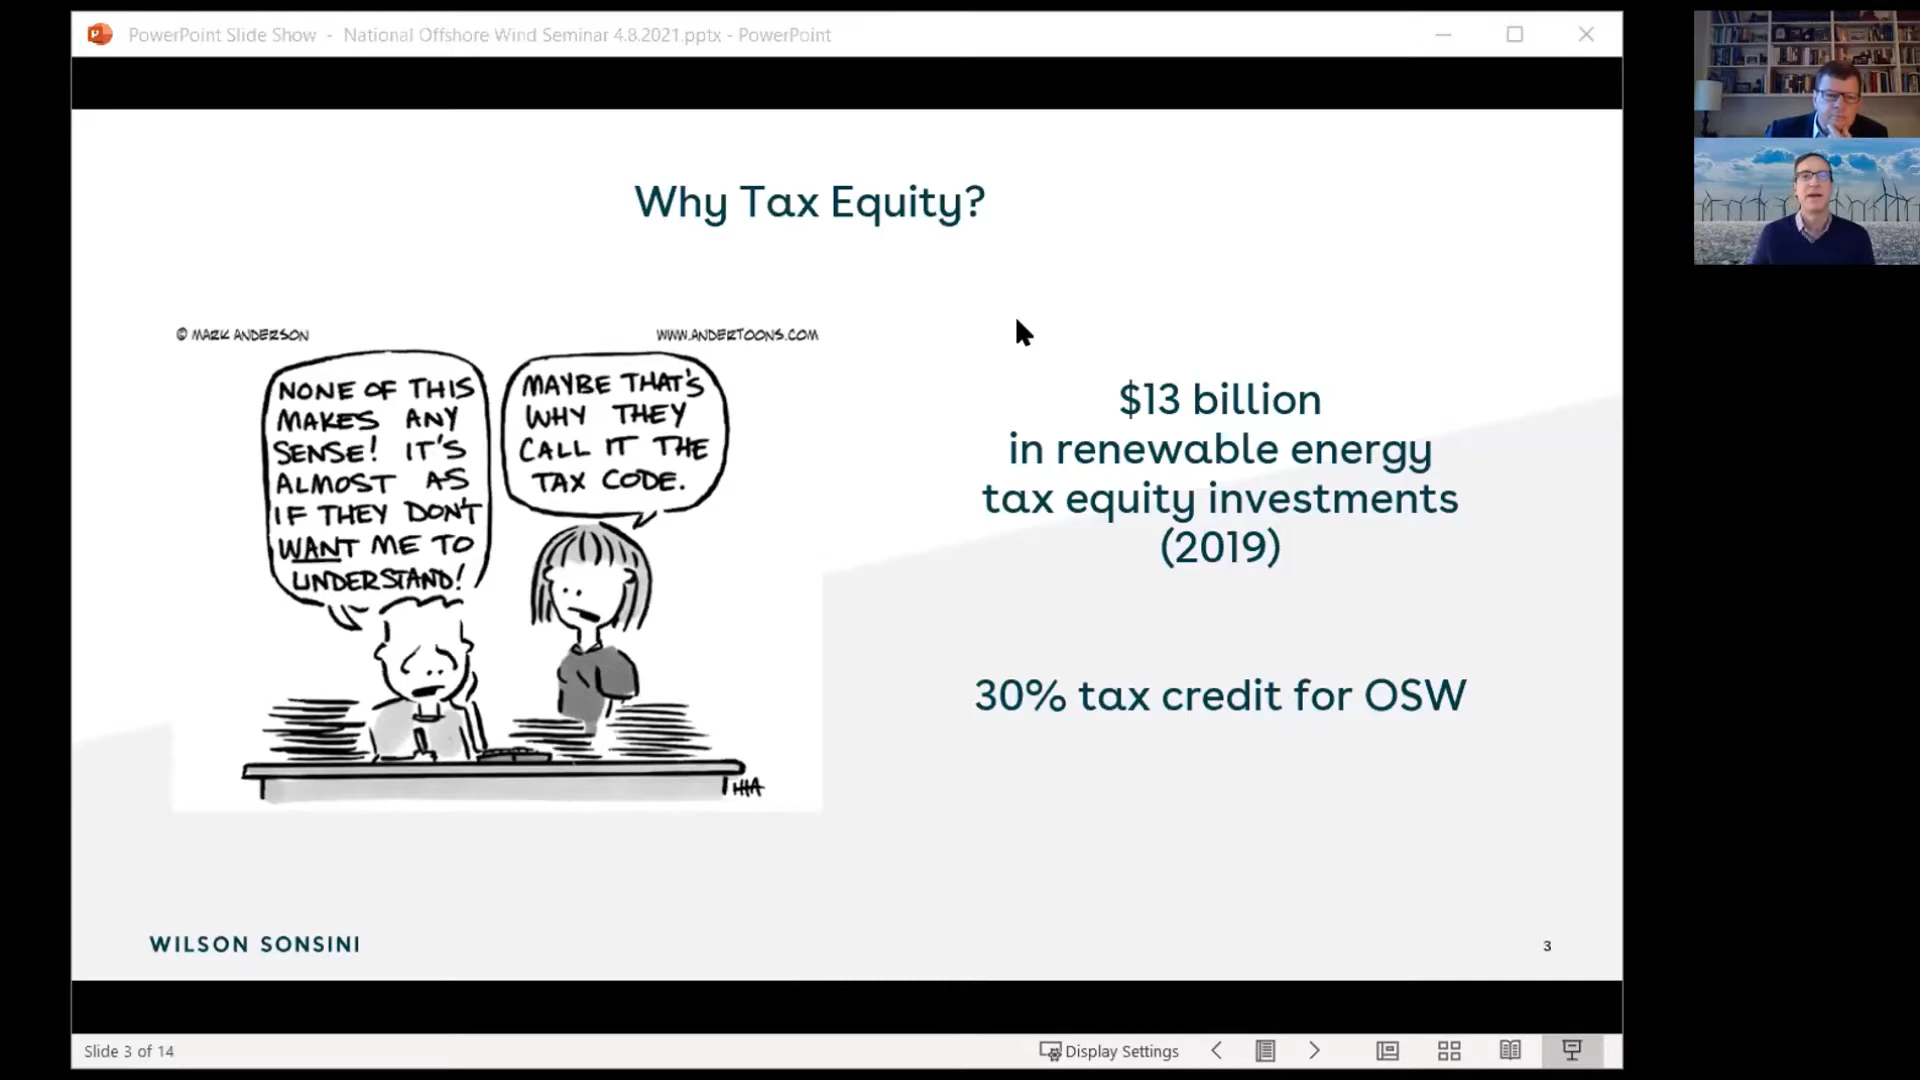 PowerPoint Slide Show - National Offshore Wind Seminar 4.8.2021.pptx - PowerPoint
Why Tax Equity?
© MARK ANDERSON
WWW.ANDERTOONS.COM
NONE OF THIS
MAKES ANY
SENSE! IT'S
ALMOST AS
IF THEY DON'T
WANT ME TO
UNDERSTAND!
MAYBE THAT'S
WHY THEY
CALL IT THE
TAX CODE.
$13 billion
in renewable energy
tax equity investments
(2019)
30% tax credit for OSW
WILSON SONSINI
3
Slide 3 of 14
Display Settings